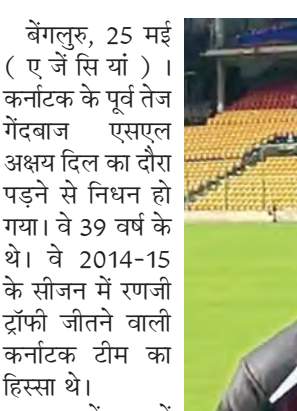 बेंगलुरु, 25 मई
( ए जें सि यां ) ।
कर्नाटक के पूर्व तेज
गेंदबाज एसएल
अक्षय दिल का दौरा
पड़ने से निधन हो
गया। वे 39 वर्ष के
थे। वे 2014-15
के सीजन में रणजी
ट्रॉफी जीतने वाली
कर्नाटक टीम का
हिस्सा थे।